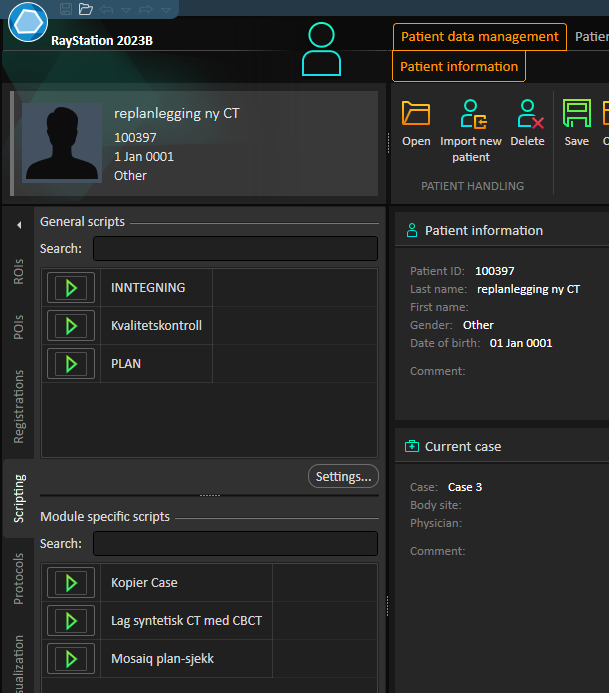 RayStation 2023B
Patient data management
Patie
Patient information
replanlegging ny CT
100397
1 Jan 0001
Other
Open
Import new
patient
Delete
Save
PATIENT HANDLING
General scripts
Search:
INNTEGNING
Kvalitetskontroll
PLAN
Settings...
Module specific scripts
Search:
Kopier Case
Lag syntetisk CT med CBCT
Mosaiq plan-sjekk
ROIs
POIs
Registrations
Scripting
Protocols
sualization
Patient information
Patient ID: 100397
Last name: replanlegging ny CT
First name:
Gender: Other
Date of birth: 01 Jan 0001
Comment:
Current case
Case: Case 3
Body site:
Physician:
Comment: